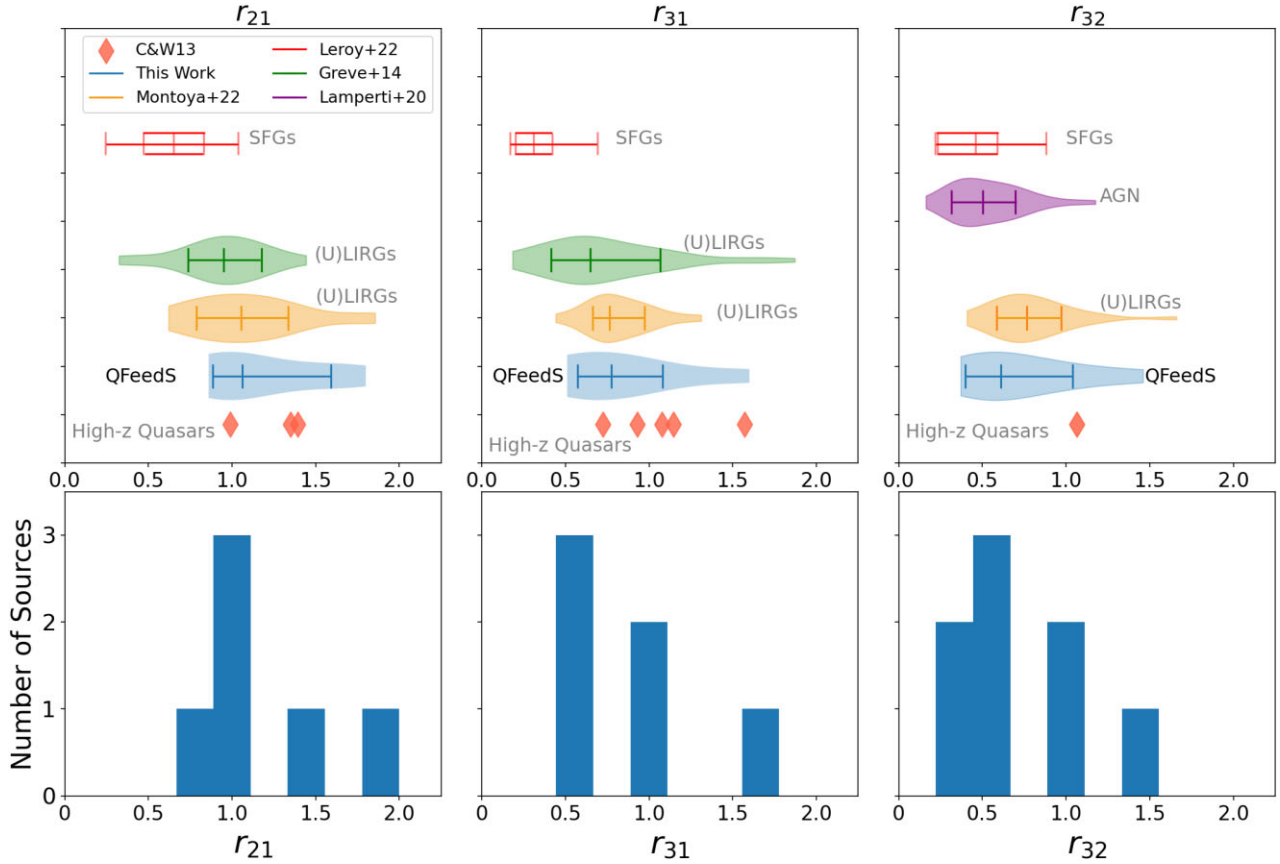 r21 r31 r32
C&W13 Leroy+22
This Work Greve+14
Montoya+22 Lamperti+20
SFGs SFGs SFGs
AGN
(U)LIRGs (U)LIRGs
(U)LIRGs (U)LIRGs (U)LIRGs
QFeedS QFeedS QFeedS
High-z Quasars High-z Quasars High-z Quasars
0 0.5 1.0 1.5 2.0 0 0.5 1.0 1.5 2.0 0.0 0.5 1.0 1.5 2.0
Number of Sources
3
2
1
0
0 0.5 1.0 1.5 2.0 0 0.5 1.0 1.5 2.0 0.0 0.5 1.0 1.5 2.0
r21 r31 r32